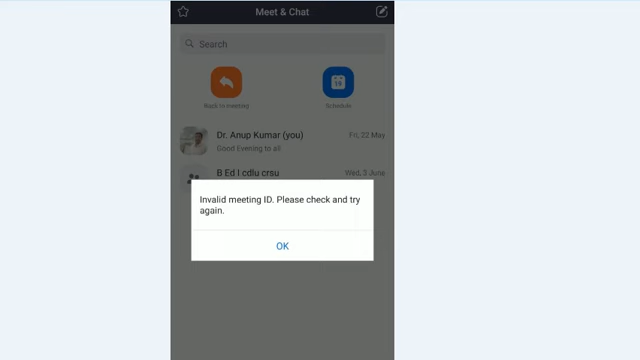 Meet & Chat
Search
19
Back to meeting
Schedule
Dr. Anup Kumar (you)
Fri, 22 May
Good Evening to all
B Ed I cdlu crsu
Wed, 3 June
Invalid meeting ID. Please check and try
again.
OK